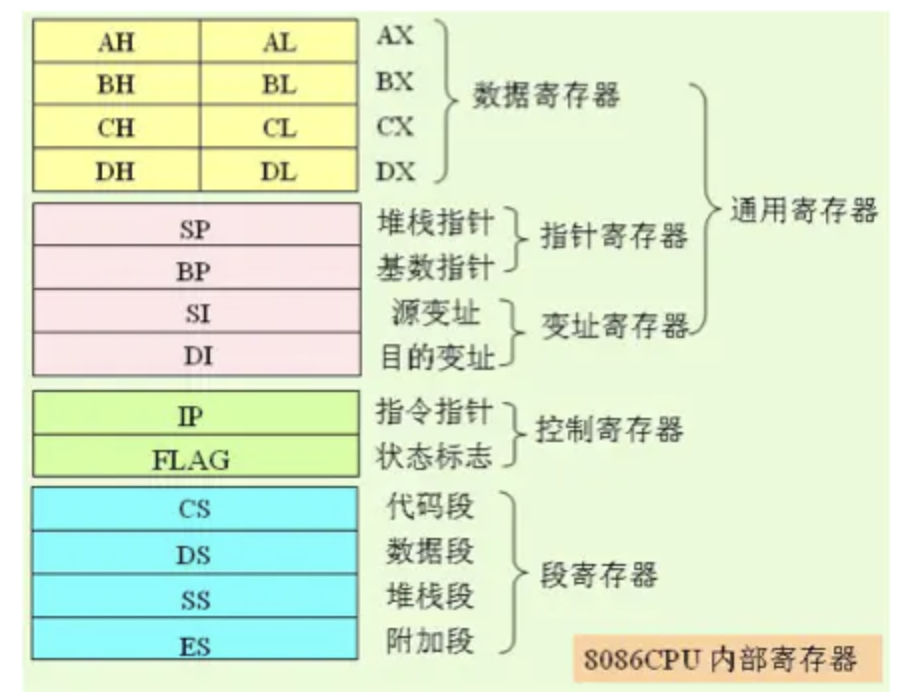 AH AL AX
BH BL BX
数据寄存器
CH CL CX
DH DL DX
通用寄存器
SP 堆栈指针
指针寄存器
BP 基数指针
SI 源变址
变址寄存器
DI 目的变址
IP 指令指针
控制寄存器
FLAG 状态标志
CS 代码段
DS 数据段
段寄存器
SS 堆栈段
ES 附加段
8086CPU 内部寄存器